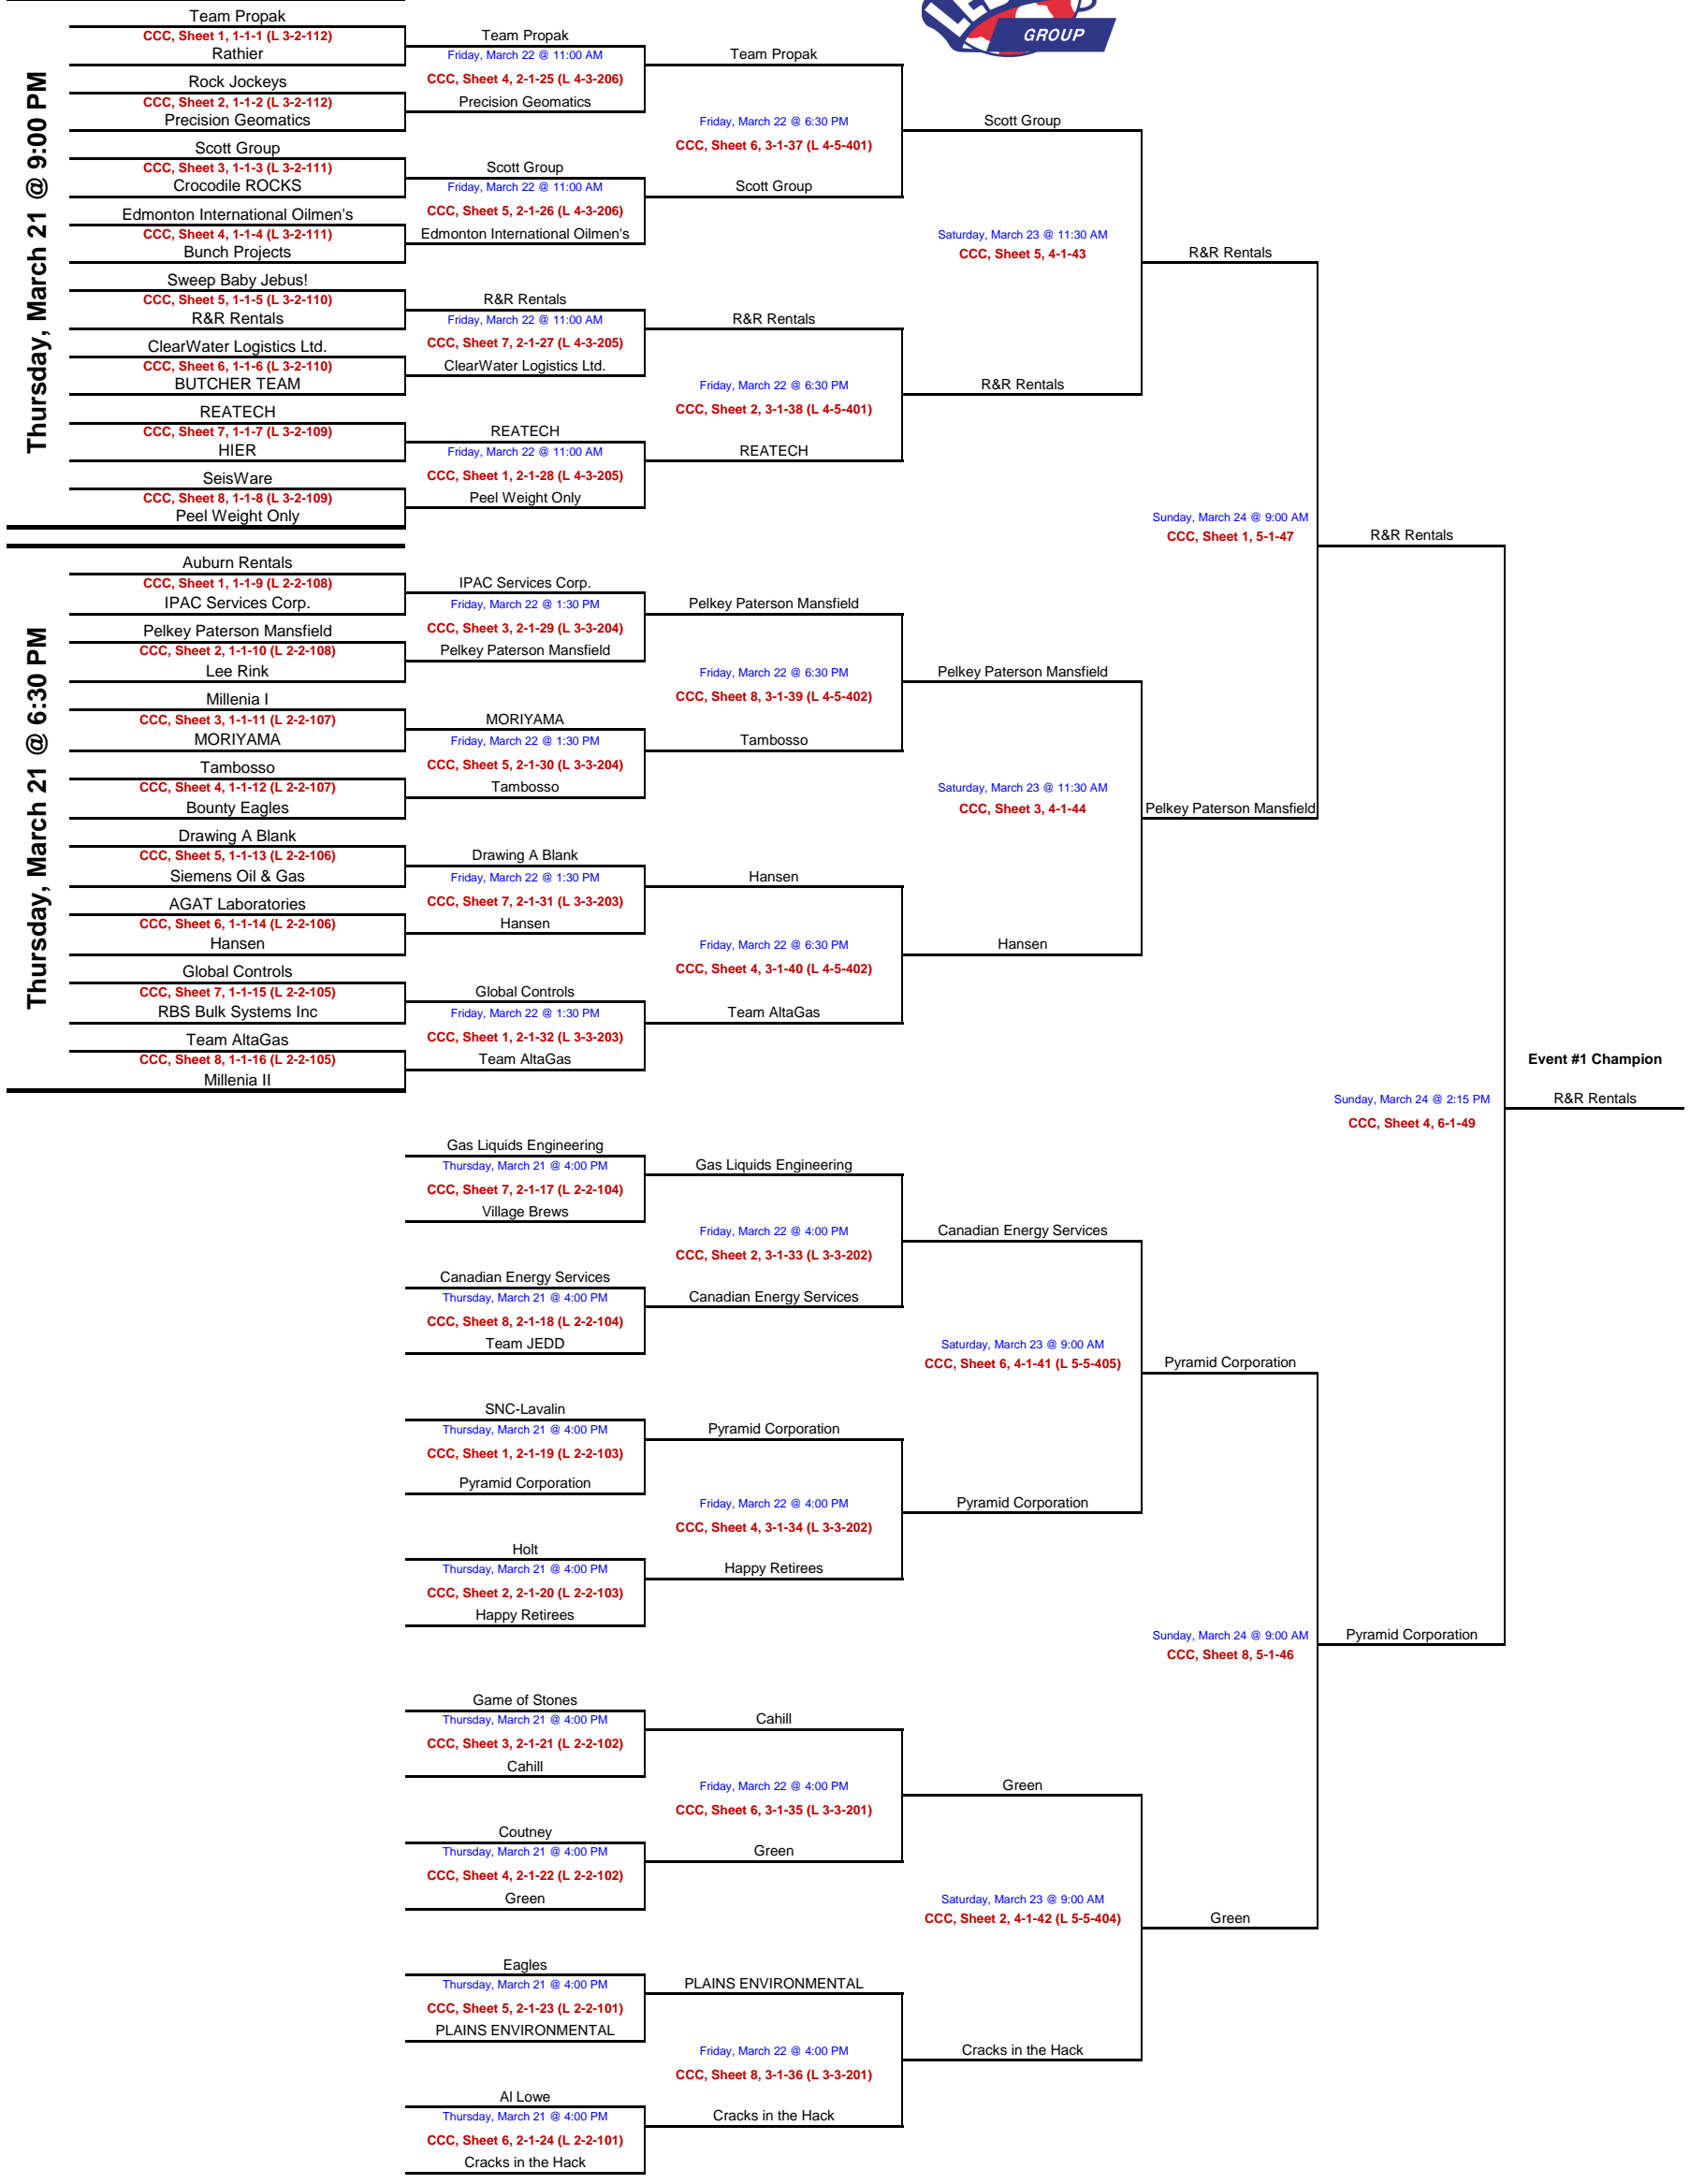 GROUP
Thursday, March 21 @ 9:00 PM
Team Propak
CCC, Sheet 1, 1-1-1 (L 3-2-112)
Rathier
Rock Jockeys
CCC, Sheet 2, 1-1-2 (L 3-2-112)
Precision Geomatics
Scott Group
CCC, Sheet 3, 1-1-3 (L 3-2-111)
Crocodile ROCKS
Edmonton International Oilmen's
CCC, Sheet 4, 1-1-4 (L 3-2-111)
Bunch Projects
Sweep Baby Jebus!
CCC, Sheet 5, 1-1-5 (L 3-2-110)
R&R Rentals
ClearWater Logistics Ltd.
CCC, Sheet 6, 1-1-6 (L 3-2-110)
BUTCHER TEAM
REATECH
CCC, Sheet 7, 1-1-7 (L 3-2-109)
HIER
SeisWare
CCC, Sheet 8, 1-1-8 (L 3-2-109)
Peel Weight Only
Thursday, March 21 @ 6:30 PM
Auburn Rentals
CCC, Sheet 1, 1-1-9 (L 2-2-108)
IPAC Services Corp.
Pelkey Paterson Mansfield
CCC, Sheet 2, 1-1-10 (L 2-2-108)
Lee Rink
Millenia I
CCC, Sheet 3, 1-1-11 (L 2-2-107)
MORIYAMA
Tambosso
CCC, Sheet 4, 1-1-12 (L 2-2-107)
Bounty Eagles
Drawing A Blank
CCC, Sheet 5, 1-1-13 (L 2-2-106)
Siemens Oil & Gas
AGAT Laboratories
CCC, Sheet 6, 1-1-14 (L 2-2-106)
Hansen
Global Controls
CCC, Sheet 7, 1-1-15 (L 2-2-105)
RBS Bulk Systems Inc
Team AltaGas
CCC, Sheet 8, 1-1-16 (L 2-2-105)
Millenia II
Team Propak
Friday, March 22 @ 11:00 AM
CCC, Sheet 4, 2-1-25 (L 4-3-206)
Precision Geomatics
Scott Group
Friday, March 22 @ 11:00 AM
CCC, Sheet 5, 2-1-26 (L 4-3-206)
Edmonton International Oilmen's
R&R Rentals
Friday, March 22 @ 11:00 AM
CCC, Sheet 7, 2-1-27 (L 4-3-205)
ClearWater Logistics Ltd.
REATECH
Friday, March 22 @ 11:00 AM
CCC, Sheet 1, 2-1-28 (L 4-3-205)
Peel Weight Only
IPAC Services Corp.
Friday, March 22 @ 1:30 PM
CCC, Sheet 3, 2-1-29 (L 3-3-204)
Pelkey Paterson Mansfield
MORIYAMA
Friday, March 22 @ 1:30 PM
CCC, Sheet 5, 2-1-30 (L 3-3-204)
Tambosso
Drawing A Blank
Friday, March 22 @ 1:30 PM
CCC, Sheet 7, 2-1-31 (L 3-3-203)
Hansen
Global Controls
Friday, March 22 @ 1:30 PM
CCC, Sheet 1, 2-1-32 (L 3-3-203)
Team AltaGas
Gas Liquids Engineering
Thursday, March 21 @ 4:00 PM
CCC, Sheet 7, 2-1-17 (L 2-2-104)
Village Brews
Canadian Energy Services
Thursday, March 21 @ 4:00 PM
CCC, Sheet 8, 2-1-18 (L 2-2-104)
Team JEDD
SNC-Lavalin
Thursday, March 21 @ 4:00 PM
CCC, Sheet 1, 2-1-19 (L 2-2-103)
Pyramid Corporation
Holt
Thursday, March 21 @ 4:00 PM
CCC, Sheet 2, 2-1-20 (L 2-2-103)
Happy Retirees
Game of Stones
Thursday, March 21 @ 4:00 PM
CCC, Sheet 3, 2-1-21 (L 2-2-102)
Cahill
Coutney
Thursday, March 21 @ 4:00 PM
CCC, Sheet 4, 2-1-22 (L 2-2-102)
Green
Eagles
Thursday, March 21 @ 4:00 PM
CCC, Sheet 5, 2-1-23 (L 2-2-101)
PLAINS ENVIRONMENTAL
Al Lowe
Thursday, March 21 @ 4:00 PM
CCC, Sheet 6, 2-1-24 (L 2-2-101)
Cracks in the Hack
Team Propak
Friday, March 22 @ 6:30 PM
CCC, Sheet 6, 3-1-37 (L 4-5-401)
Scott Group
R&R Rentals
Friday, March 22 @ 6:30 PM
CCC, Sheet 2, 3-1-38 (L 4-5-401)
REATECH
Pelkey Paterson Mansfield
Friday, March 22 @ 6:30 PM
CCC, Sheet 8, 3-1-39 (L 4-5-402)
Tambosso
Hansen
Friday, March 22 @ 6:30 PM
CCC, Sheet 4, 3-1-40 (L 4-5-402)
Team AltaGas
Gas Liquids Engineering
Friday, March 22 @ 4:00 PM
CCC, Sheet 2, 3-1-33 (L 3-3-202)
Canadian Energy Services
Pyramid Corporation
Friday, March 22 @ 4:00 PM
CCC, Sheet 4, 3-1-34 (L 3-3-202)
Happy Retirees
Cahill
Friday, March 22 @ 4:00 PM
CCC, Sheet 6, 3-1-35 (L 3-3-201)
Green
PLAINS ENVIRONMENTAL
Friday, March 22 @ 4:00 PM
CCC, Sheet 8, 3-1-36 (L 3-3-201)
Cracks in the Hack
Scott Group
Saturday, March 23 @ 11:30 AM
CCC, Sheet 5, 4-1-43
R&R Rentals
Pelkey Paterson Mansfield
Saturday, March 23 @ 11:30 AM
CCC, Sheet 3, 4-1-44
Hansen
Canadian Energy Services
Saturday, March 23 @ 9:00 AM
CCC, Sheet 6, 4-1-41 (L 5-5-405)
Pyramid Corporation
Green
Saturday, March 23 @ 9:00 AM
CCC, Sheet 2, 4-1-42 (L 5-5-404)
Cracks in the Hack
R&R Rentals
Sunday, March 24 @ 9:00 AM
CCC, Sheet 1, 5-1-47
Pelkey Paterson Mansfield
Pyramid Corporation
Sunday, March 24 @ 9:00 AM
CCC, Sheet 8, 5-1-46
Green
R&R Rentals
Sunday, March 24 @ 2:15 PM
CCC, Sheet 4, 6-1-49
Pyramid Corporation
Event #1 Champion
R&R Rentals